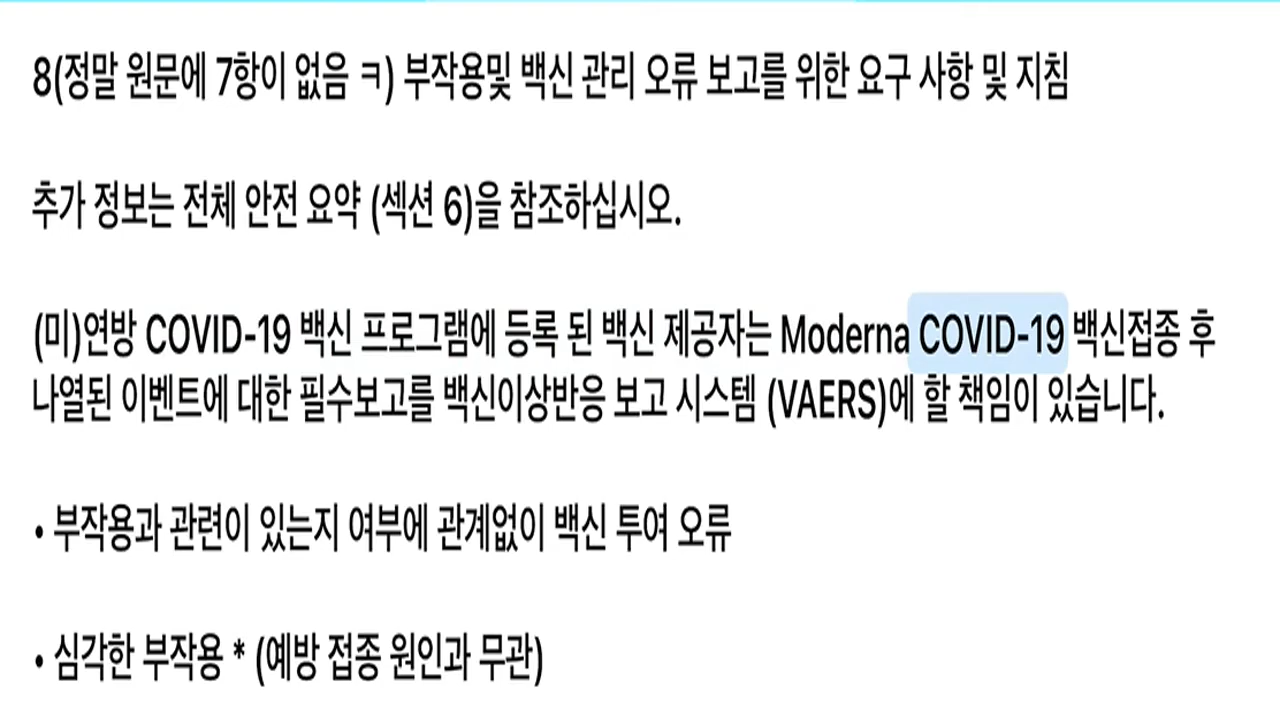 8(정말 원문에 7항이 없음 ㅋ) 부작용및 백신 관리 오류 보고를 위한 요구 사항 및 지침
추가 정보는 전체 안전 요약 (섹션 6)을 참조하십시오.
(미)연방 COVID-19 백신 프로그램에 등록 된 백신 제공자는 Moderna COVID-19 백신접종 후
나열된 이벤트에 대한 필수보고를 백신이상반응 보고 시스템 (VAERS)에 할 책임이 있습니다.
• 부작용과 관련이 있는지 여부에 관계없이 백신 투여 오류
• 심각한 부작용 * (예방 접종 원인과 무관)